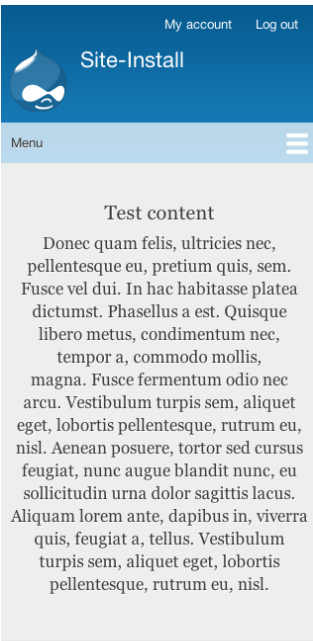 My account Log out
Site-Install
Menu
Test content
Donec quam felis, ultricies nec,
pellentesque eu, pretium quis, sem.
Fusce vel dui. In hac habitasse platea
dictumst. Phasellus a est. Quisque
libero metus, condimentum nec,
tempor a, commodo mollis,
magna. Fusce fermentum odio nec
arcu. Vestibulum turpis sem, aliquet
eget, lobortis pellentesque, rutrum eu,
nisl. Aenean posuere, tortor sed cursus
feugiat, nunc augue blandit nunc, eu
sollicitudin urna dolor sagittis lacus.
Aliquam lorem ante, dapibus in, viverra
quis, feugiat a, tellus. Vestibulum
turpis sem, aliquet eget, lobortis
pellentesque, rutrum eu, nisl.